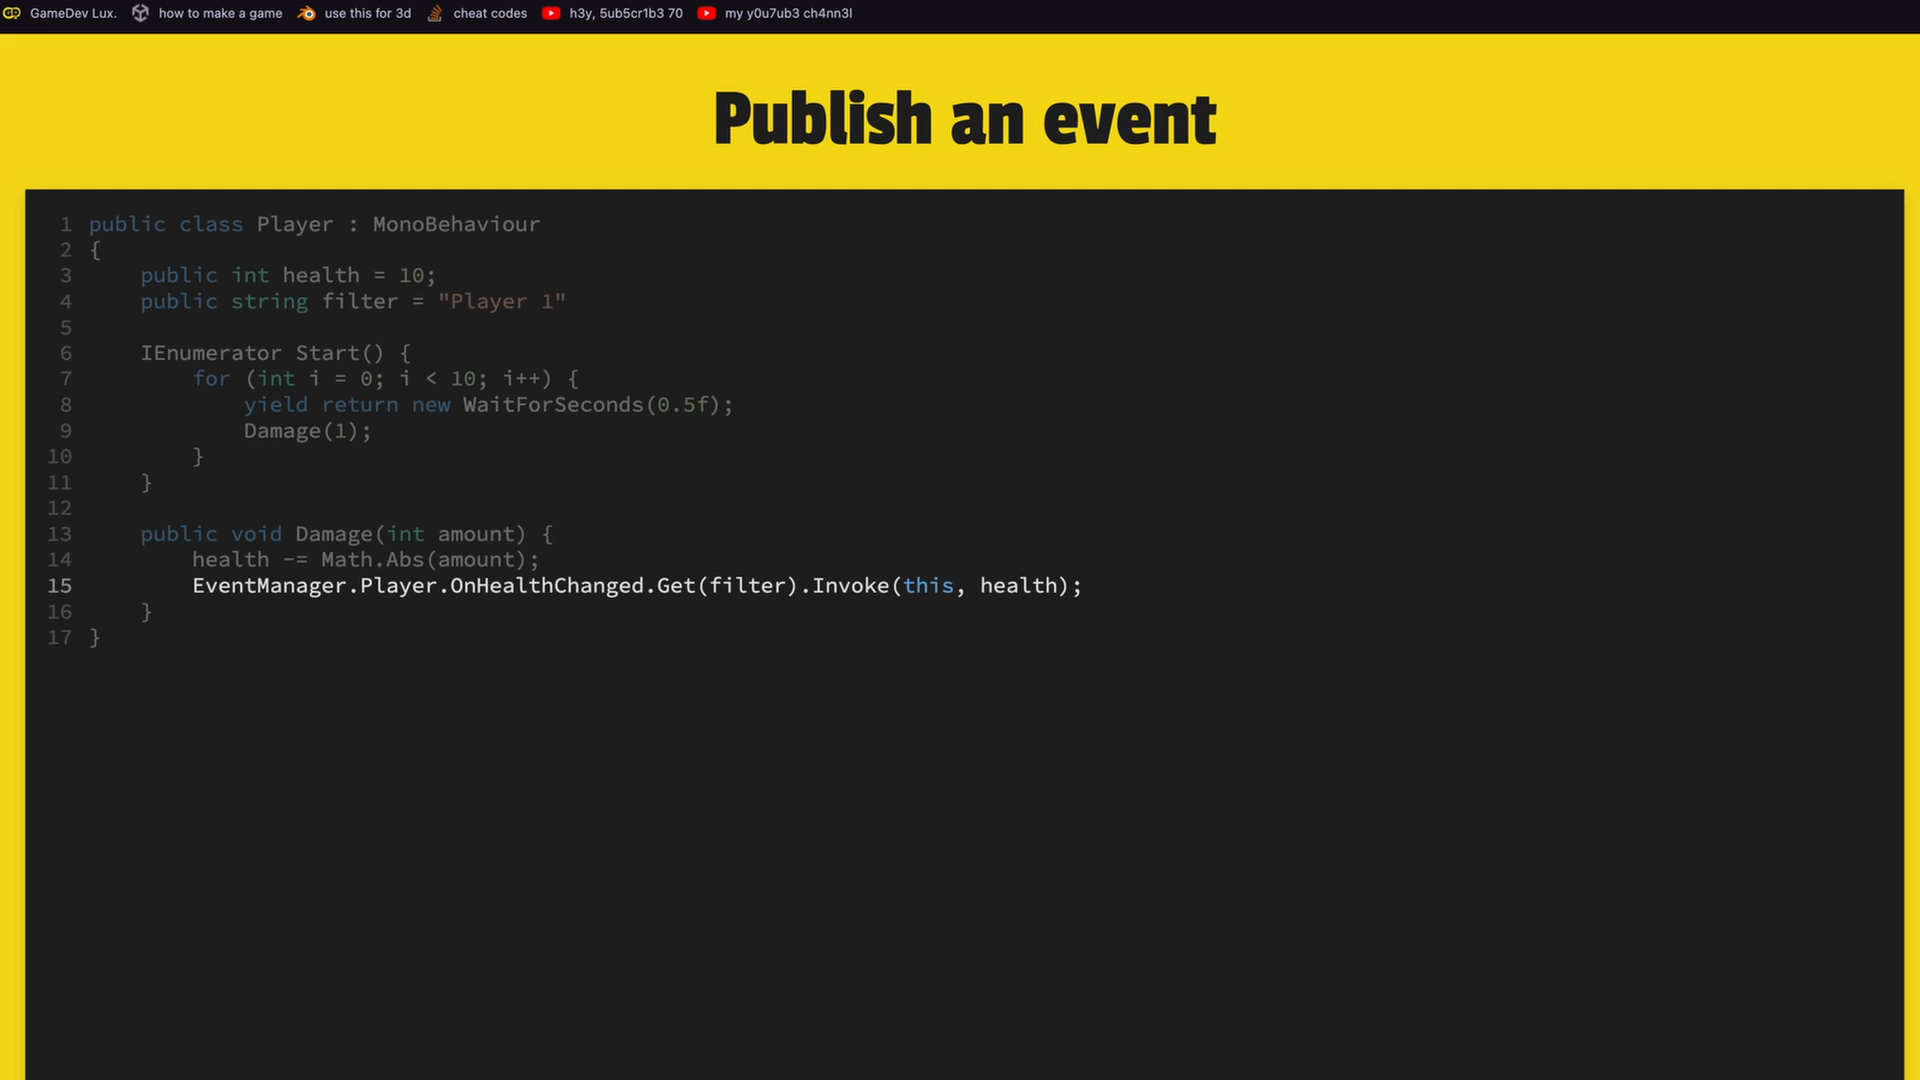 GameDev Lux. how to make a game use this for 3d cheat codes h3y, 5ub5cr1b3 70 my y0u7ub3 ch4nn3l
Publish an event
1 public class Player : MonoBehaviour
2 {
3     public int health = 10;
4     public string filter = "Player 1"
5
6     IEnumerator Start() {
7         for (int i = 0; i < 10; i++) {
8             yield return new WaitForSeconds(0.5f);
9             Damage(1);
10         }
11     }
12
13     public void Damage(int amount) {
14         health -= Math.Abs(amount);
15         EventManager.Player.OnHealthChanged.Get(filter).Invoke(this, health);
16     }
17 }